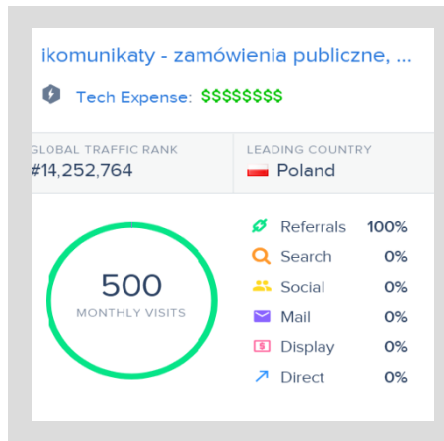 ikomunikaty - zamówienia publiczne, ...
Tech Expense: $$$$$$$$
GLOBAL TRAFFIC RANK
#14,252,764
LEADING COUNTRY
Poland
500
MONTHLY VISITS
Referrals 100%
Search 0%
Social 0%
Mail 0%
Display 0%
Direct 0%